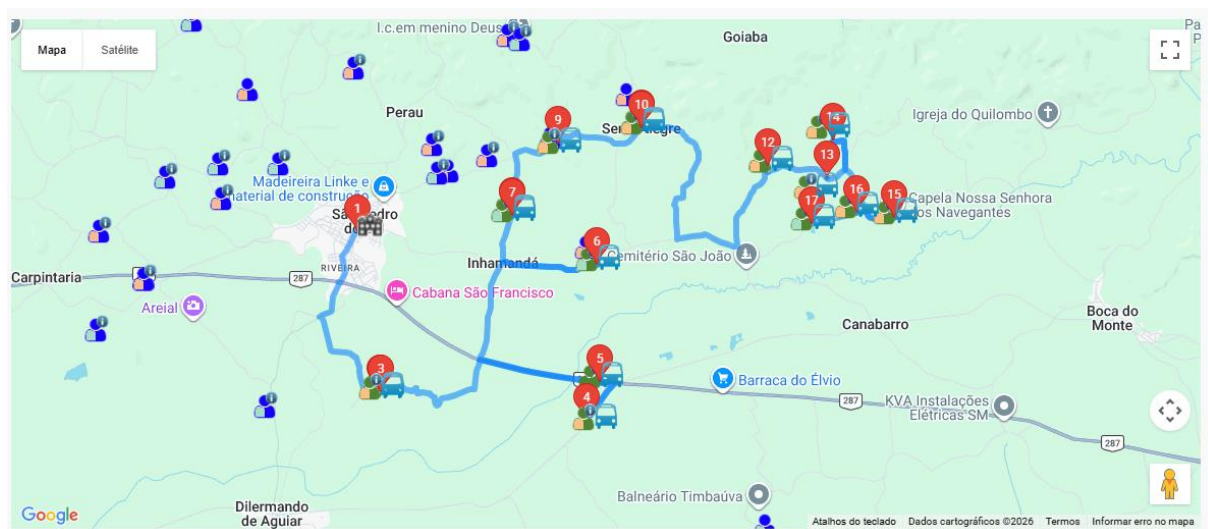 I.c.em menino Deus
Pa
P
Goiaba
Mapa
Satélite
Perau
9
10
Igreja do Quilombo
14
12
13
Madeireira Linke e
material de construção
7
1
16
15
17
Capela Nossa Senhora
6
Cemitério São João
RIVEIRA
Inhamandá
Carpintaria
287
Cabana São Francisco
Areial
Boca do
Monte
Canabarro
5
3
Barraca do Élvio
4
287
KVA Instalações
Elétricas SM
287
Balneário Timbaúva
Dilermando
de Aguiar
Google
Atalhos do teclado
Dados cartográficos ©2026
Termos
Informar erro no mapa